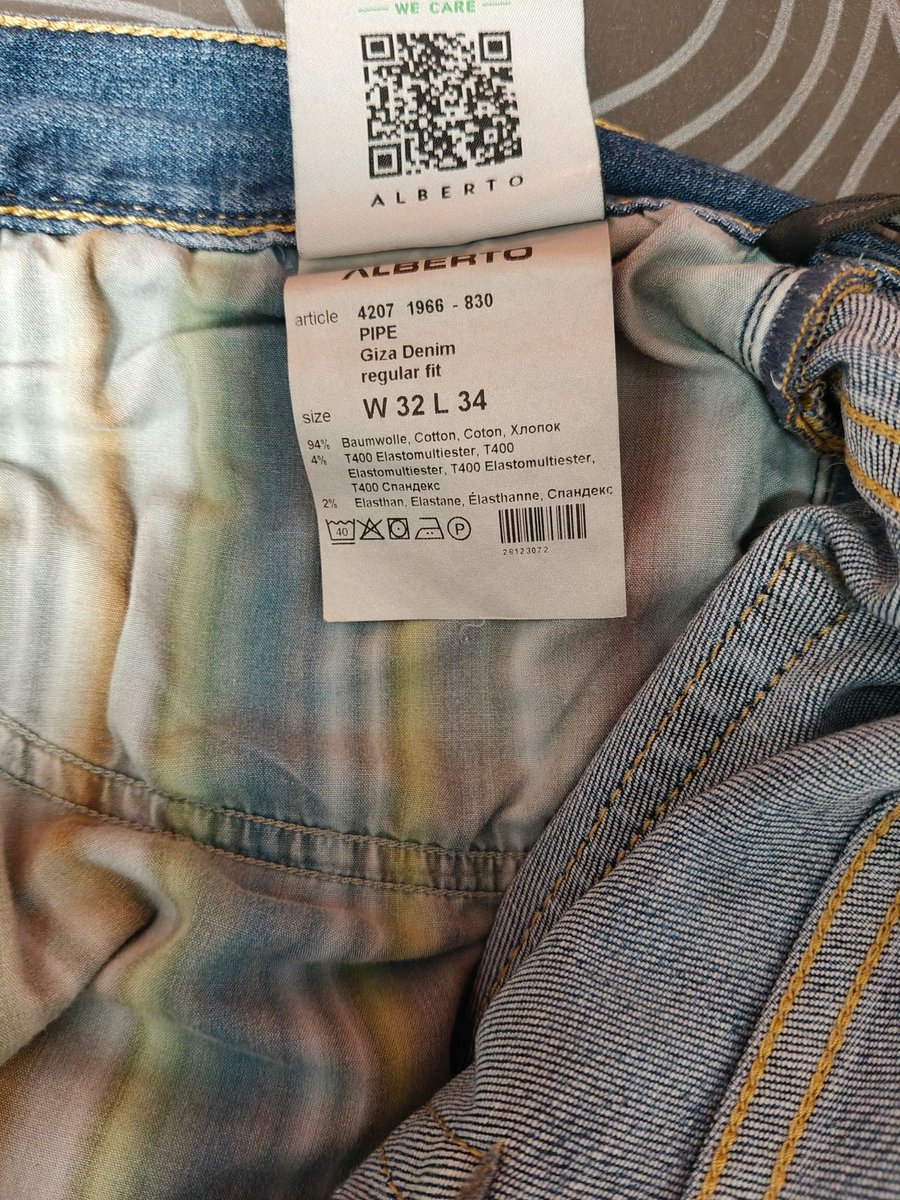 WE CARE
ALBERTO
ALBERTO
article 4207 1966 - 830
PIPE
Giza Denim
regular fit
size W 32 L 34
94% Baumwolle, Cotton, Coton, Хлопок
4% T400 Elastomultiester, T400
Elastomultiester, T400 Elastomultiester,
T400 Спандекс
2% Elasthan, Elastane, Élasthanne, Спандекс
40 P
28123072